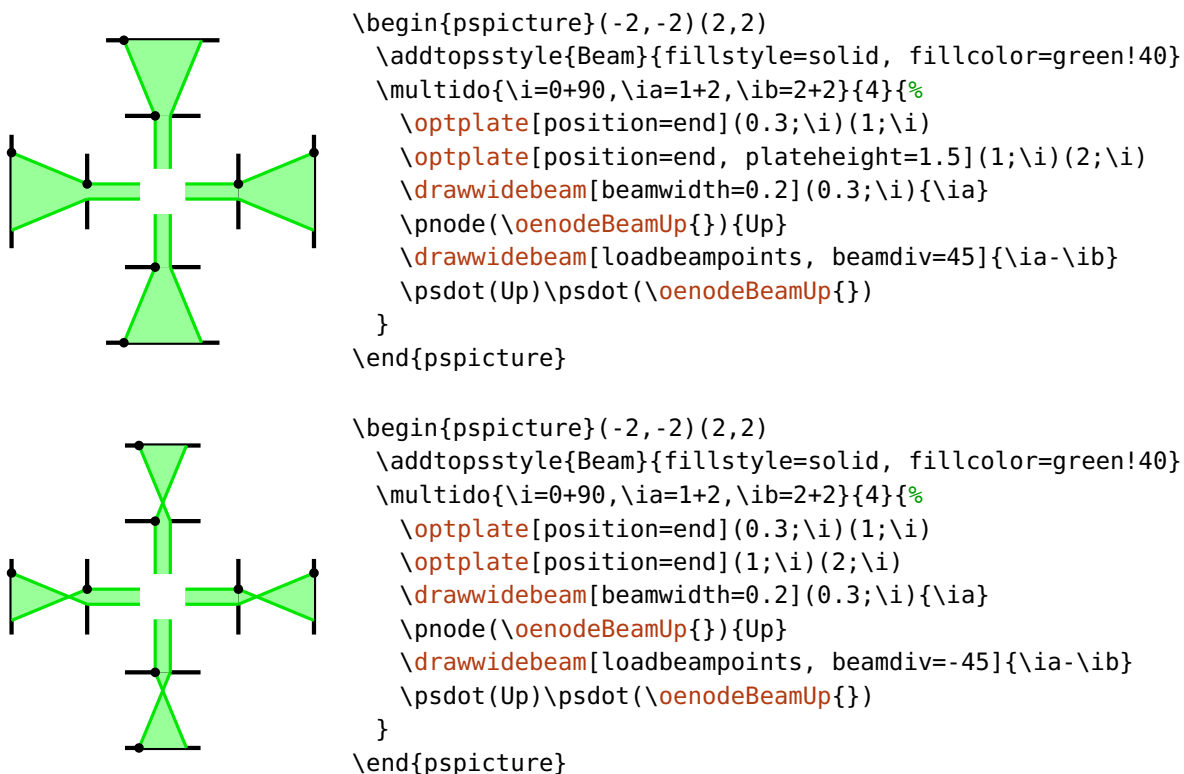 \begin{pspicture}(-2,-2)(2,2)
  \addtopsstyle{Beam}{fillstyle=solid, fillcolor=green!40}
  \multido{\i=0+90,\ia=1+2,\ib=2+2}{4}{%
    \optplate[position=end](0.3;\i)(1;\i)
    \optplate[position=end, plateheight=1.5](1;\i)(2;\i)
    \drawwidebeam[beamwidth=0.2](0.3;\i){\ia}
    \pnode(\oenodeBeamUp{}){Up}
    \drawwidebeam[loadbeampoints, beamdiv=45]{\ia-\ib}
    \psdot(Up)\psdot(\oenodeBeamUp{})
  }
\end{pspicture}
\begin{pspicture}(-2,-2)(2,2)
  \addtopsstyle{Beam}{fillstyle=solid, fillcolor=green!40}
  \multido{\i=0+90,\ia=1+2,\ib=2+2}{4}{%
    \optplate[position=end](0.3;\i)(1;\i)
    \optplate[position=end](1;\i)(2;\i)
    \drawwidebeam[beamwidth=0.2](0.3;\i){\ia}
    \pnode(\oenodeBeamUp{}){Up}
    \drawwidebeam[loadbeampoints, beamdiv=-45]{\ia-\ib}
    \psdot(Up)\psdot(\oenodeBeamUp{})
  }
\end{pspicture}